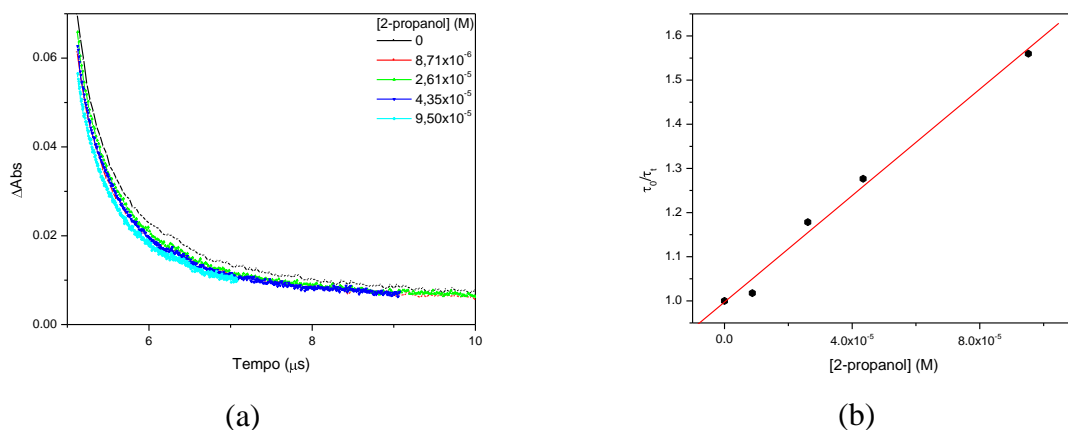 [2-propanol] (M)
0
8,71x10⁻⁶
2,61x10⁻⁵
4,35x10⁻⁵
9,50x10⁻⁵
0.06
0.04
0.02
0.00
ΔAbs
6
8
10
Tempo (μs)
(a)
1.6
1.5
1.4
1.3
1.2
1.1
1.0
τ₀/τₜ
0.0
4.0x10⁻⁵
8.0x10⁻⁵
[2-propanol] (M)
(b)